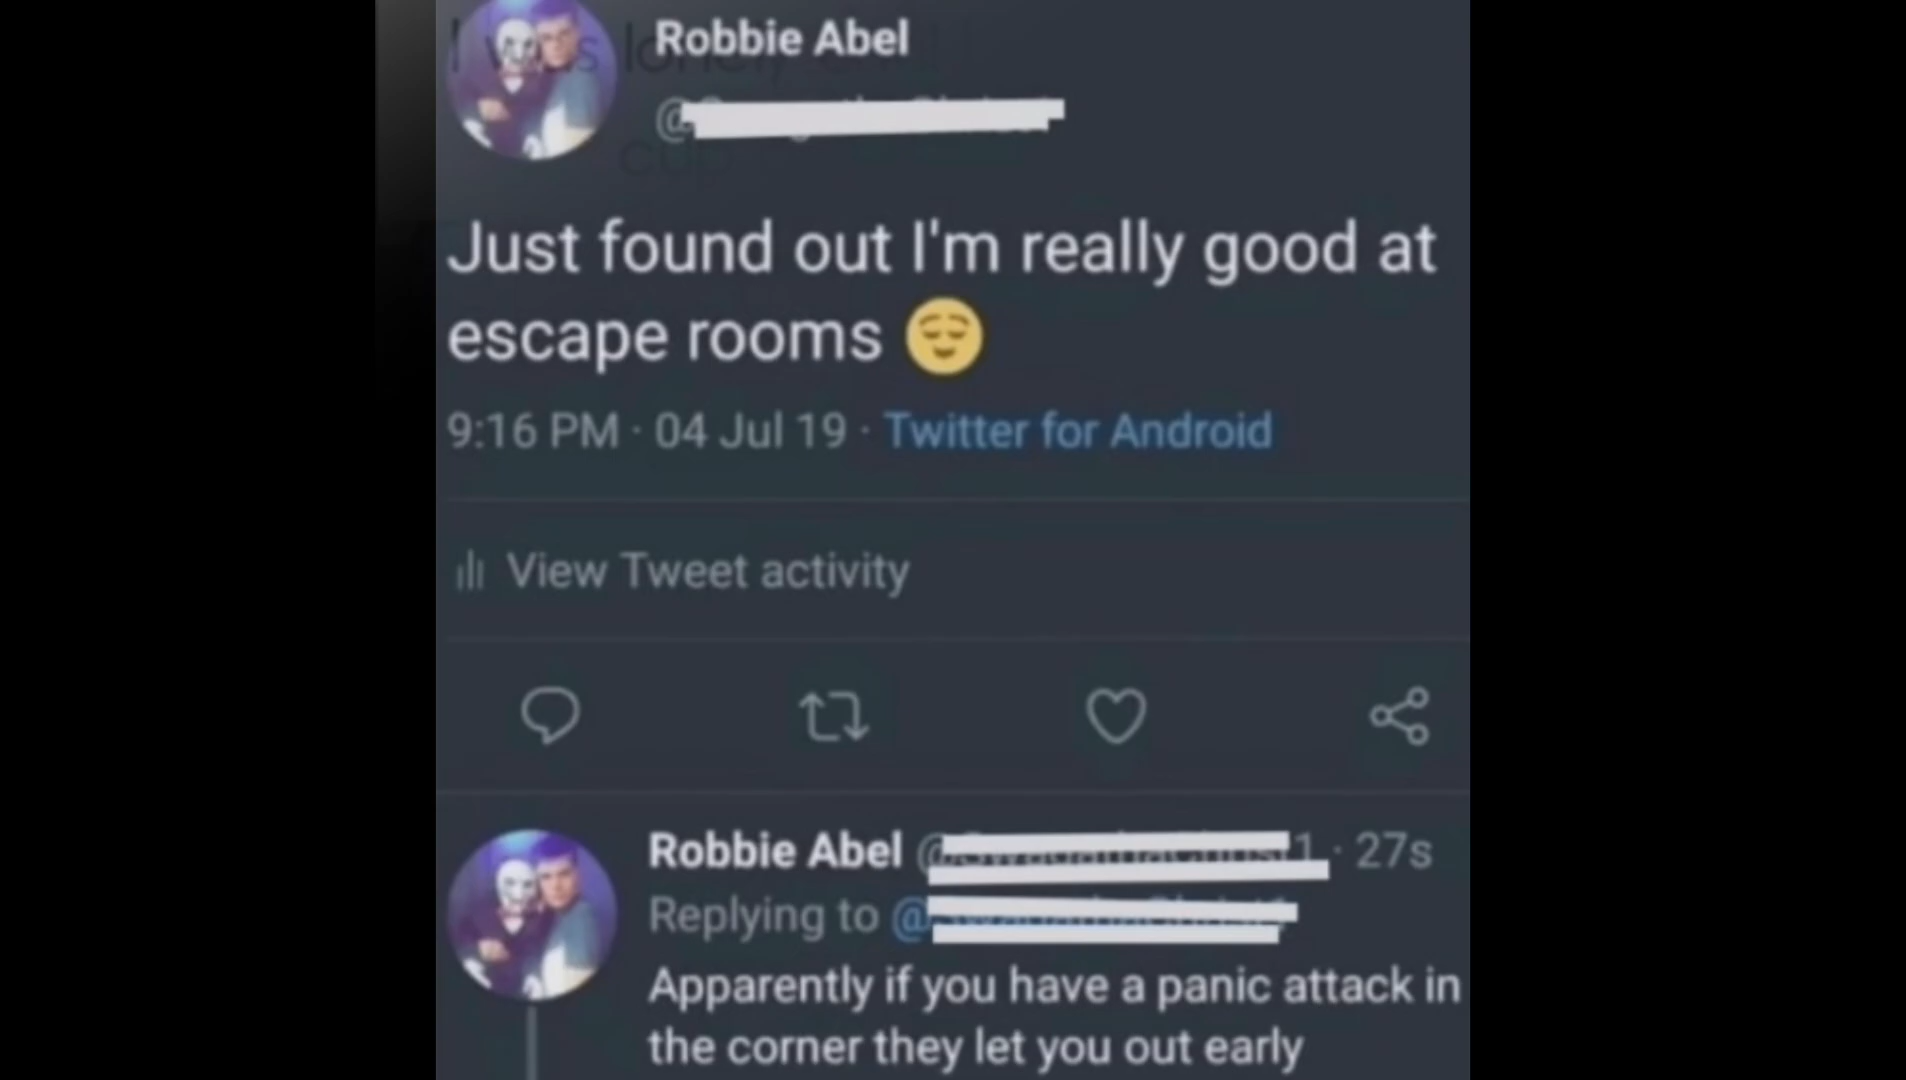 Robbie Abel
@
Just found out I'm really good at
escape rooms 😌
9:16 PM · 04 Jul 19 · Twitter for Android
View Tweet activity
Robbie Abel @ 1 · 27s
Replying to @
Apparently if you have a panic attack in
the corner they let you out early